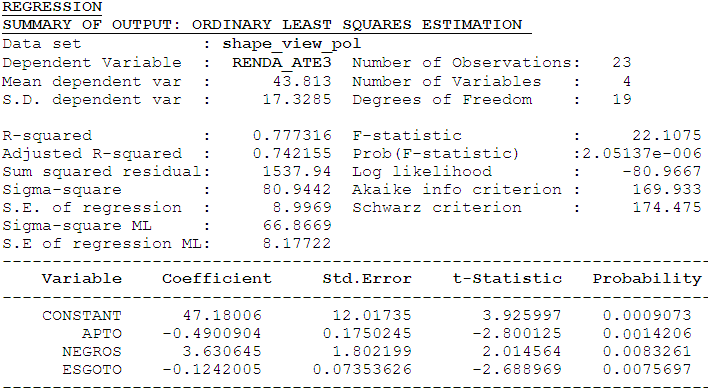 REGRESSION
SUMMARY OF OUTPUT: ORDINARY LEAST SQUARES ESTIMATION
Data set : shape_view_pol
Dependent Variable : RENDA_ATE3 Number of Observations: 23
Mean dependent var : 43.813 Number of Variables : 4
S.D. dependent var : 17.3285 Degrees of Freedom : 19
R-squared : 0.777316 F-statistic : 22.1075
Adjusted R-squared : 0.742155 Prob(F-statistic) :2.05137e-006
Sum squared residual: 1537.94 Log likelihood : -80.9667
Sigma-square : 80.9442 Akaike info criterion : 169.933
S.E. of regression : 8.9969 Schwarz criterion : 174.475
Sigma-square ML : 66.8669
S.E of regression ML: 8.17722
Variable Coefficient Std.Error t-Statistic Probability
CONSTANT 47.18006 12.01735 3.925997 0.0009073
APTO -0.4900904 0.1750245 -2.800125 0.0014206
NEGROS 3.630645 1.802199 2.014564 0.0083261
ESGOTO -0.1242005 0.07353626 -2.688969 0.0075697